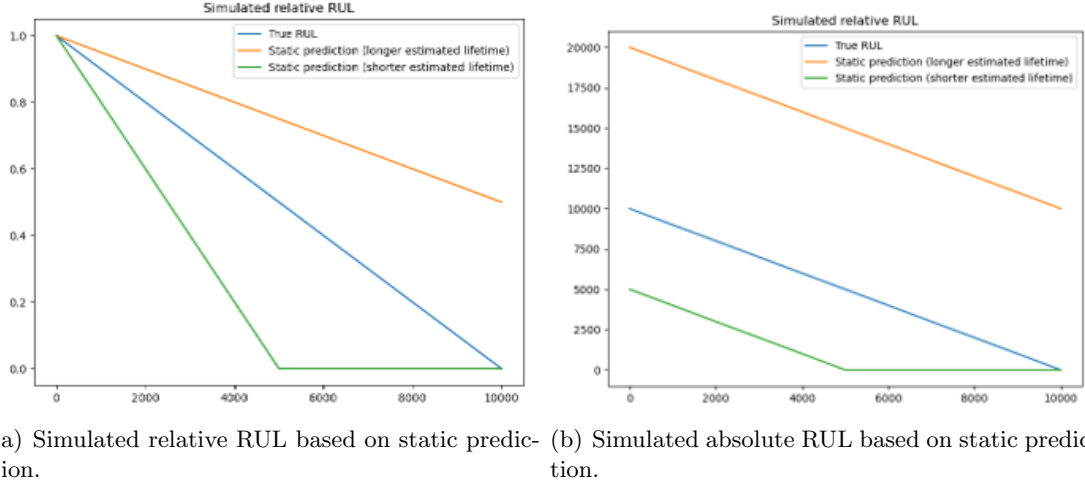 Simulated relative RUL
True RUL
Static prediction (longer estimated lifetime)
Static prediction (shorter estimated lifetime)
1.0
0.8
0.6
0.4
0.2
0.0
0 2000 4000 6000 8000 10000
a) Simulated relative RUL based on static predic-
ion.
Simulated relative RUL
True RUL
Static prediction (longer estimated lifetime)
Static prediction (shorter estimated lifetime)
20000
17500
15000
12500
10000
7500
5000
2500
0
0 2000 4000 6000 8000 10000
(b) Simulated absolute RUL based on static predic
tion.